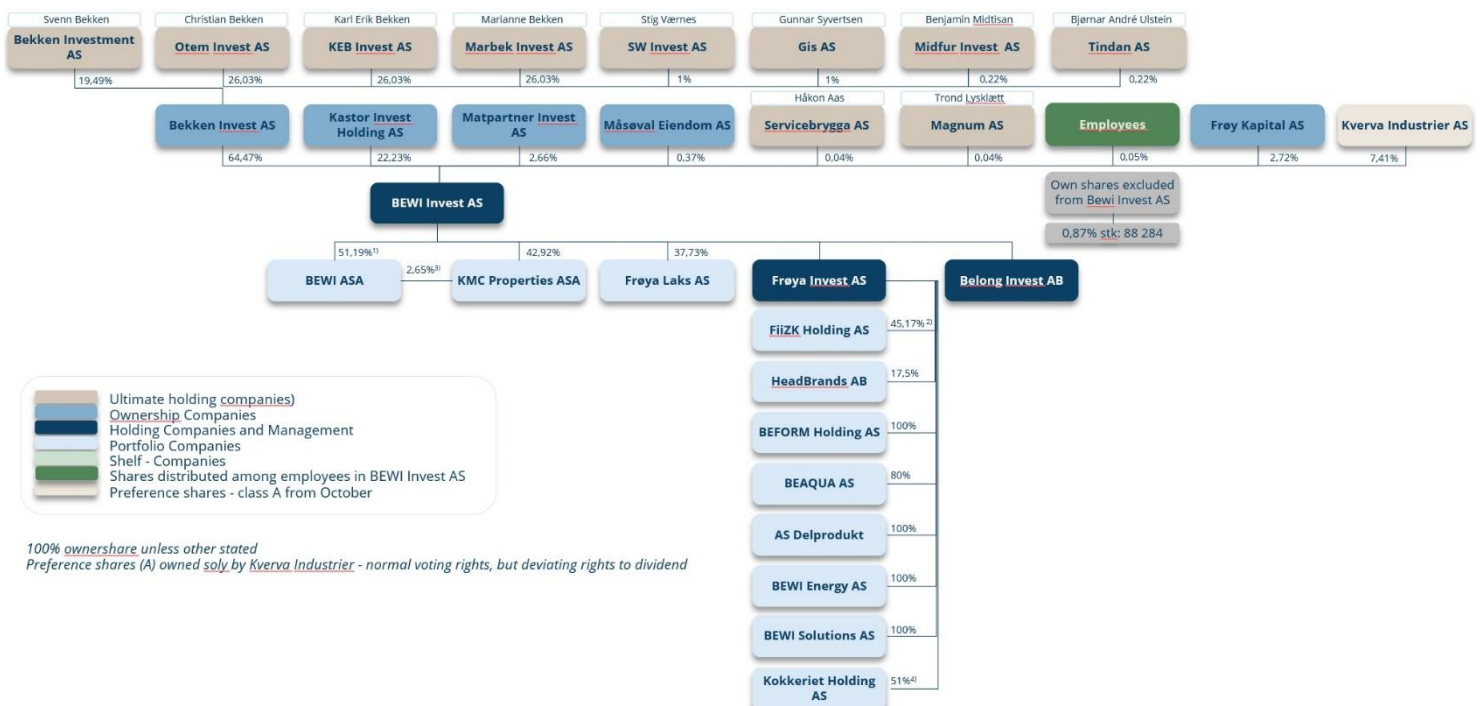 Svenn Bekken
Christian Bekken
Karl Erik Bekken
Marianne Bekken
Stig Værnes
Gunnar Syvertsen
Benjamin Midtisan
Bjørnar André Ulstein
Bekken Investment
AS
Otem Invest AS
KEB Invest AS
Marbek Invest AS
SW Invest AS
Gis AS
Midfur Invest AS
Tindan AS
19,49%
26,03%
26,03%
26,03%
1%
1%
0,22%
0,22%
Håkon Aas
Trond Lysklætt
Bekken Invest AS
Kastor Invest
Holding AS
Matpartner Invest
AS
Måsøval Eiendom AS
Servicebrygga AS
Magnum AS
Employees
Frøy Kapital AS
Kverva Industrier AS
64,47%
22,23%
2,66%
0,37%
0,04%
0,04%
0,05%
2,72%
7,41%
BEWI Invest AS
Own shares excluded
from Bewi Invest AS
0,87% stk: 88 284
51,19%1)
42,92%
37,73%
BEWI ASA
2,65%3)
KMC Properties ASA
Frøya Laks AS
Frøya Invest AS
Belong Invest AB
FiiZK Holding AS
45,17% 2)
HeadBrands AB
17,5%
BEFORM Holding AS
100%
BEAQUA AS
80%
AS Delprodukt
100%
BEWI Energy AS
100%
BEWI Solutions AS
100%
Kokkeriet Holding
AS
51%4)
Ultimate holding companies)
Ownership Companies
Holding Companies and Management
Portfolio Companies
Shelf - Companies
Shares distributed among employees in BEWI Invest AS
Preference shares - class A from October
100% ownershare unless other stated
Preference shares (A) owned soly by Kverva Industrier - normal voting rights, but deviating rights to dividend